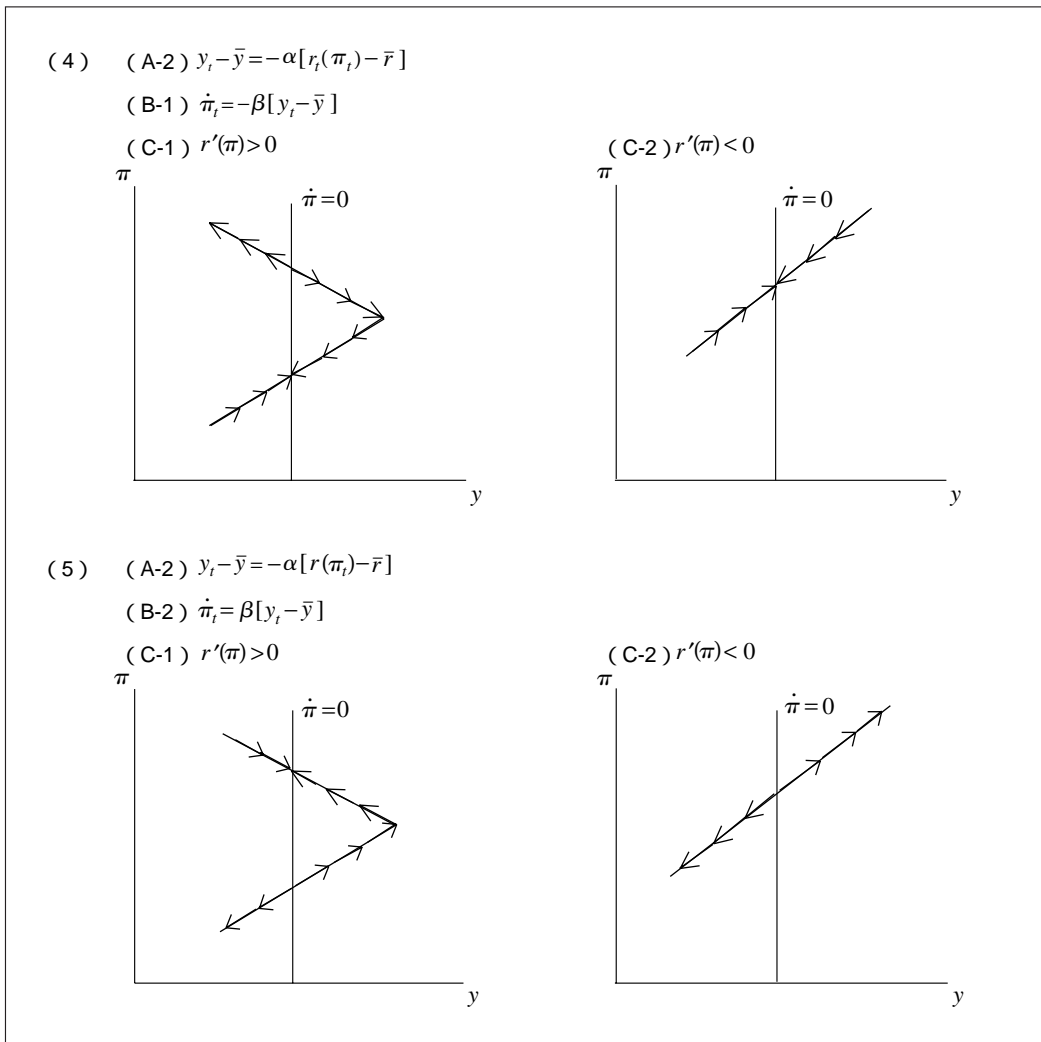 (4) (A-2) y_t − ȳ = −α[r_t(π_t) − r̄]
(B-1) π̇_t = −β[y_t − ȳ]
(C-1) r′(π) > 0
(C-2) r′(π) < 0
π
π̇ = 0
y
π
π̇ = 0
y
(5) (A-2) y_t − ȳ = −α[r(π_t) − r̄]
(B-2) π̇_t = β[y_t − ȳ]
(C-1) r′(π) > 0
(C-2) r′(π) < 0
π
π̇ = 0
y
π
π̇ = 0
y